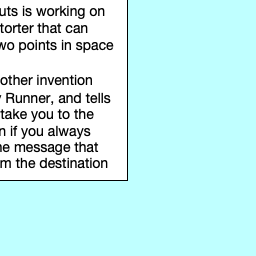 uts is working on
torter that can
wo points in space
other invention
Runner, and tells
take you to the
n if you always
he message that
m the destination